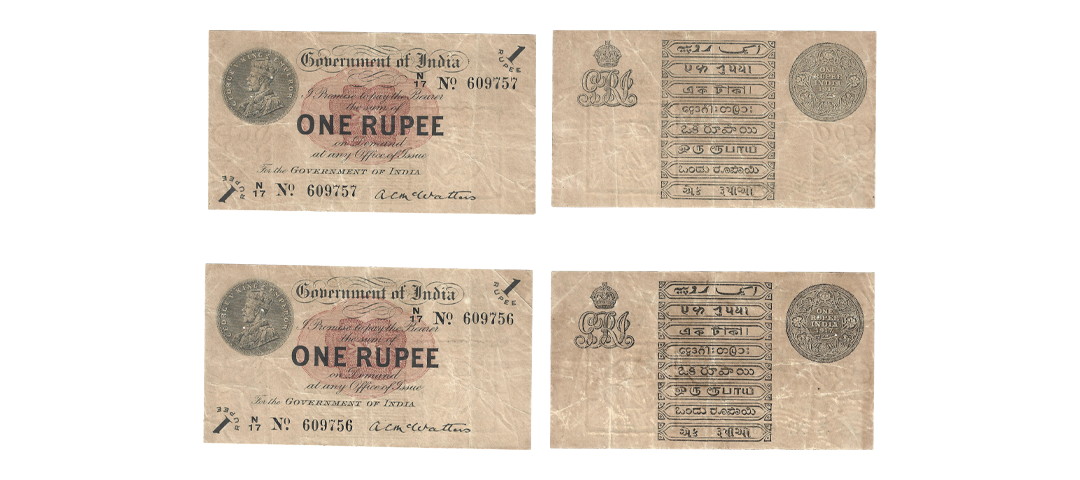 Government of India
1
RUPEE
N
17 Nº 609757
I Promise to pay the Bearer
the sum of
ONE RUPEE
on Demand
at any Office of Issue
For the GOVERNMENT OF INDIA
1
RUPEE
N
17 Nº 609757
A.C. McWatters
ONE
RUPEE
INDIA
एक रुपया
এক টাকা
ఒక రూపాయి
ஒரு ரூபாய்
ಒಂದು ರೂಪಾಯಿ
એક રૂપીઓ
Government of India
1
RUPEE
N
17 Nº 609756
I Promise to pay the Bearer
the sum of
ONE RUPEE
on Demand
at any Office of Issue
For the GOVERNMENT OF INDIA
1
RUPEE
N
17 Nº 609756
A.C. McWatters
ONE
RUPEE
INDIA
एक रुपया
এক টাকা
ఒక రూపాయి
ஒரு ரூபாய்
ಒಂದು ರೂಪಾಯಿ
એક રૂપીઓ